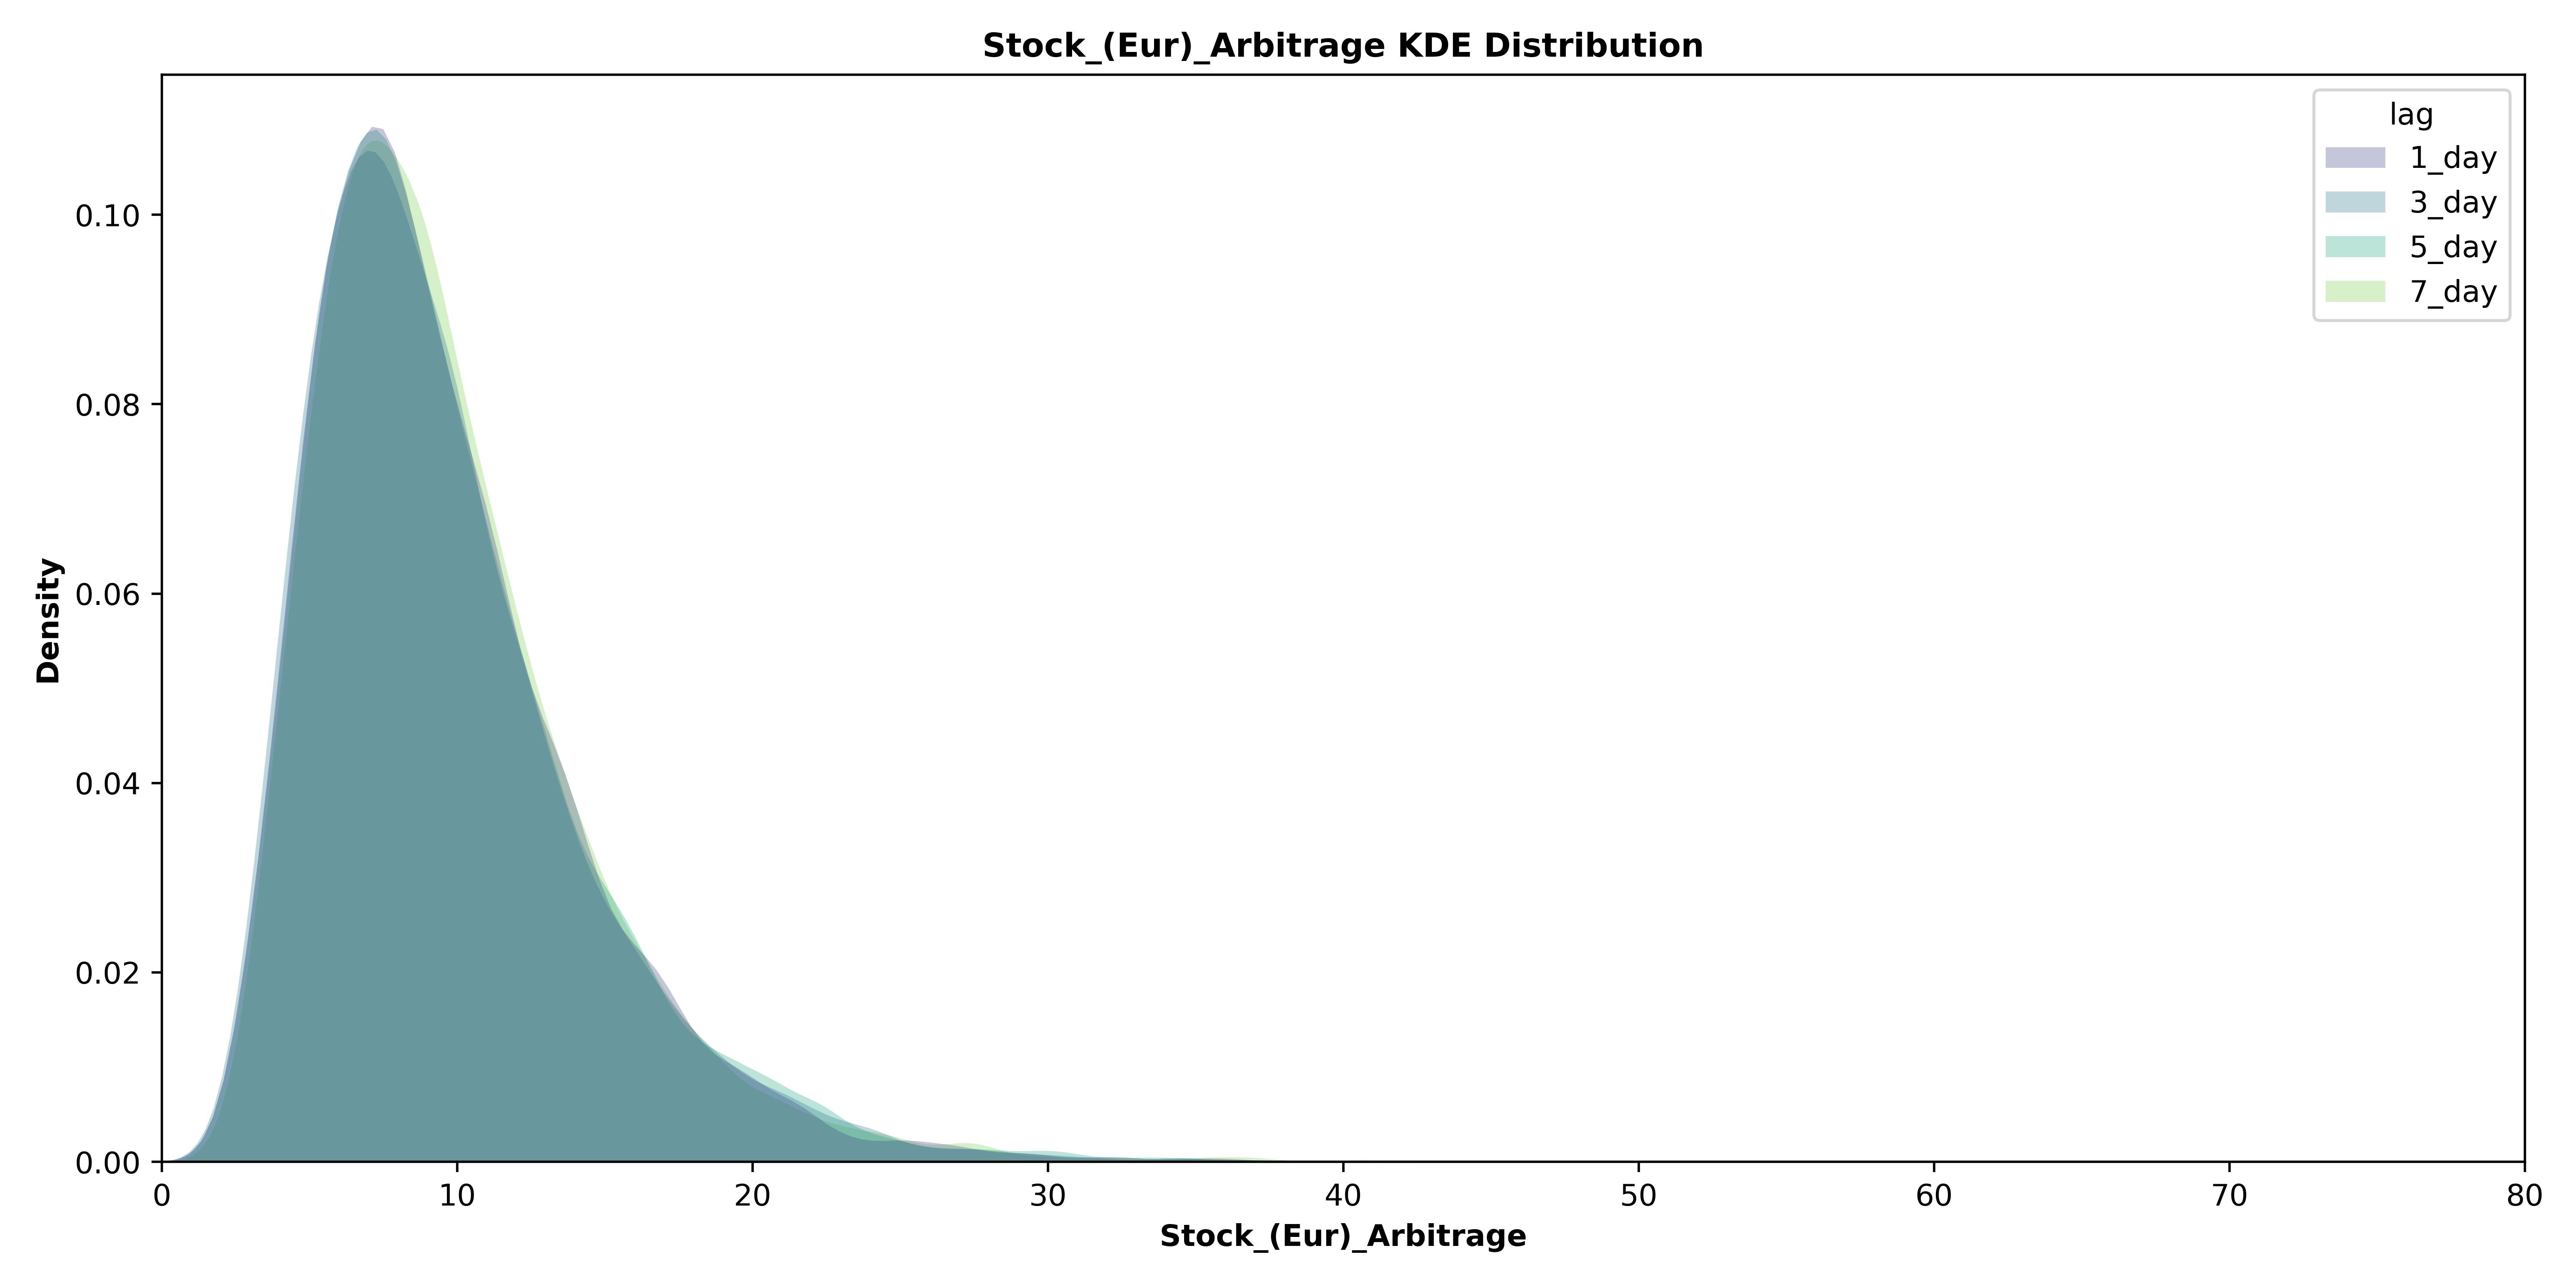 Stock_(Eur)_Arbitrage KDE Distribution
lag
1_day
3_day
5_day
7_day
Density
0.10
0.08
0.06
0.04
0.02
0.00
0 10 20 30 40 50 60 70 80
Stock_(Eur)_Arbitrage